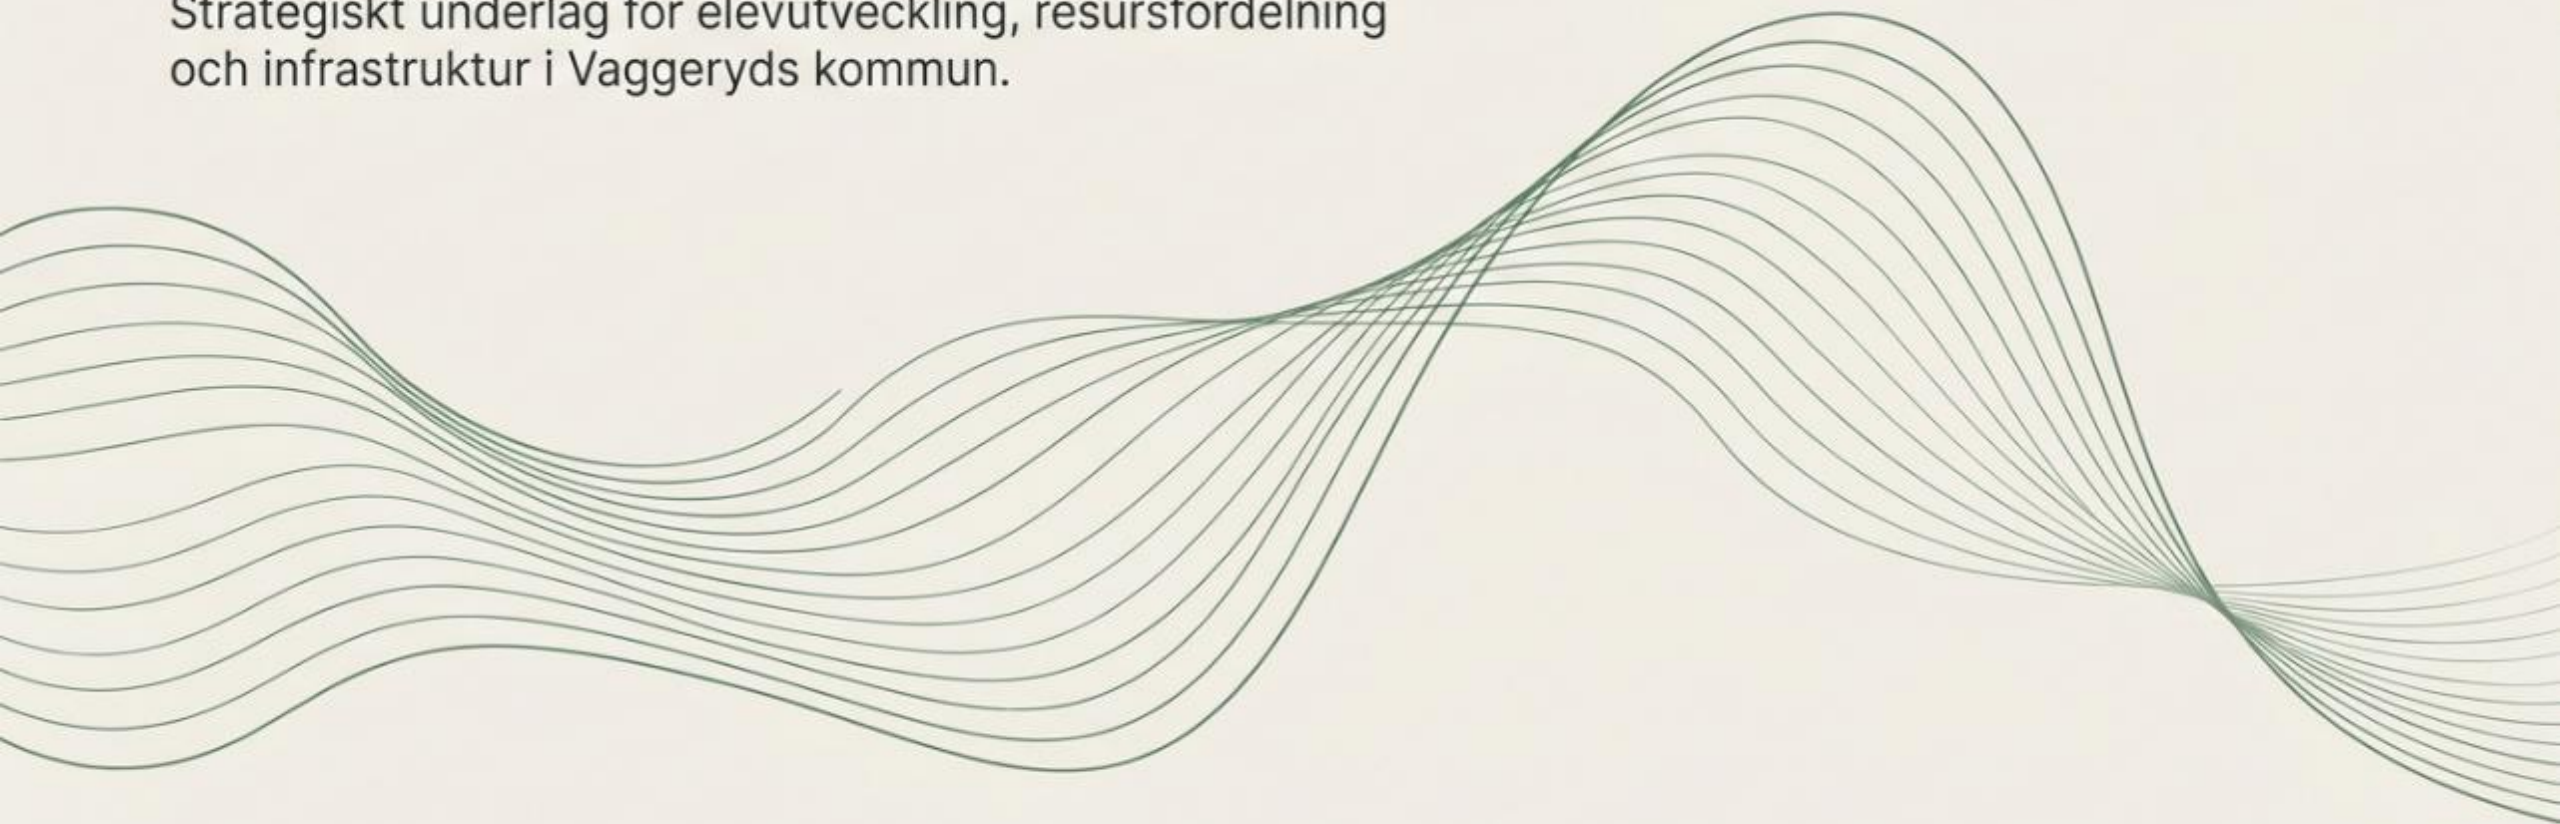 Strategiskt underlag för elevutveckling, resursfördelning
och infrastruktur i Vaggeryds kommun.